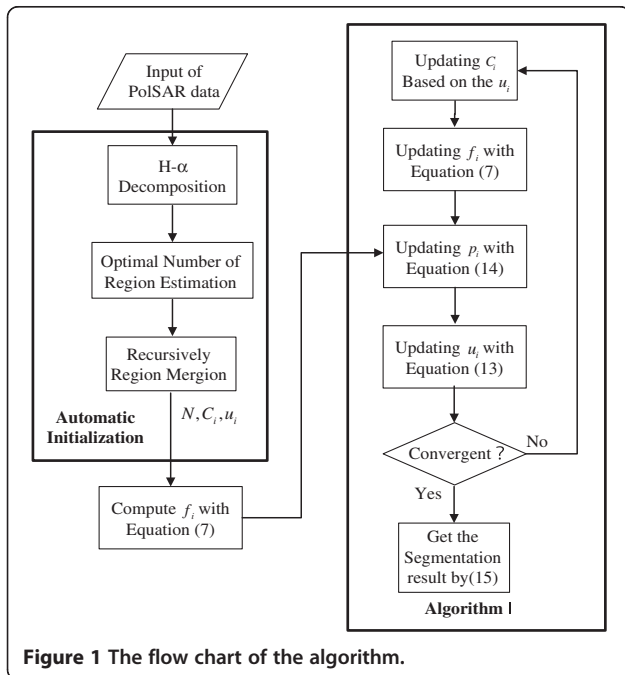 Input of
PolSAR data
H-α
Decomposition
Optimal Number of
Region Estimation
Recursively
Region Mergion
N, C_i, u_i
Automatic
Initialization
Compute f_i with
Equation (7)
Updating C_i
Based on the u_i
Updating f_i with
Equation (7)
Updating p_i with
Equation (14)
Updating u_i with
Equation (13)
Convergent ?
No
Yes
Get the
Segmentation
result by(15)
Algorithm I
Figure 1 The flow chart of the algorithm.